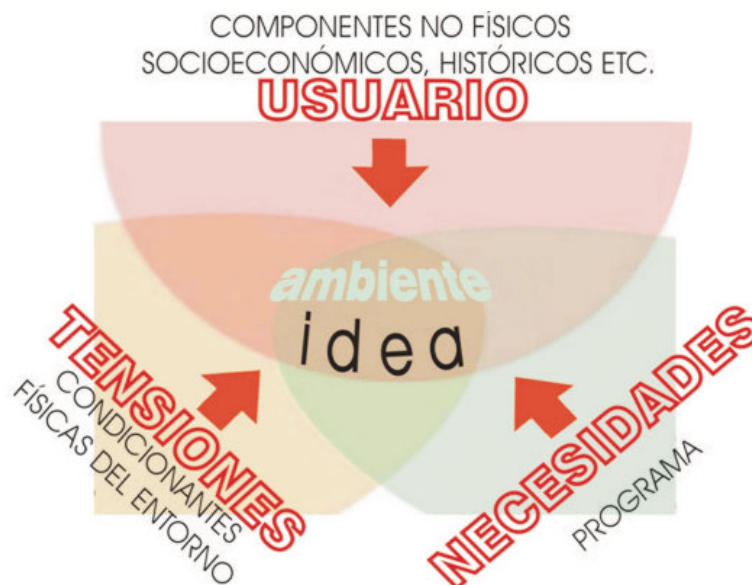 COMPONENTES NO FÍSICOS
SOCIOECONÓMICOS, HISTÓRICOS ETC.
USUARIO
ambiente
idea
TENSIONES
CONDICIONANTES
FÍSICAS DEL ENTORNO
NECESIDADES
PROGRAMA